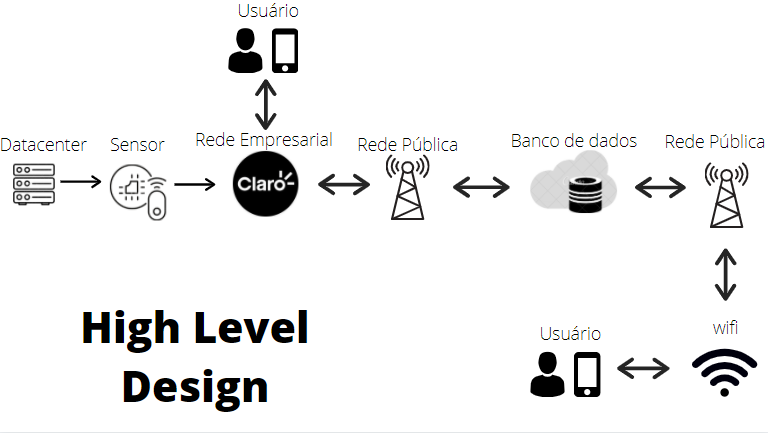 Usuário
Datacenter
Sensor
Rede Empresarial
Rede Pública
Banco de dados
Rede Pública
Claro
High Level
Design
Usuário
wifi